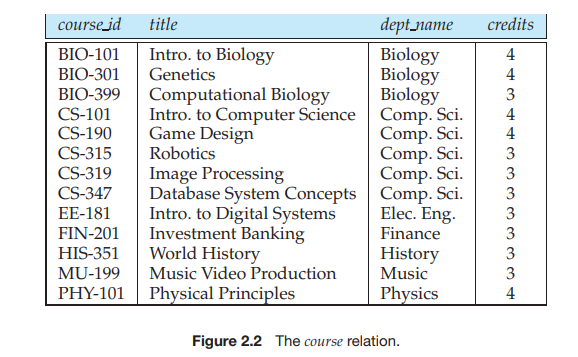 course_id title dept_name credits
BIO-101 Intro. to Biology Biology 4
BIO-301 Genetics Biology 4
BIO-399 Computational Biology Biology 3
CS-101 Intro. to Computer Science Comp. Sci. 4
CS-190 Game Design Comp. Sci. 4
CS-315 Robotics Comp. Sci. 3
CS-319 Image Processing Comp. Sci. 3
CS-347 Database System Concepts Comp. Sci. 3
EE-181 Intro. to Digital Systems Elec. Eng. 3
FIN-201 Investment Banking Finance 3
HIS-351 World History History 3
MU-199 Music Video Production Music 3
PHY-101 Physical Principles Physics 4
Figure 2.2 The course relation.